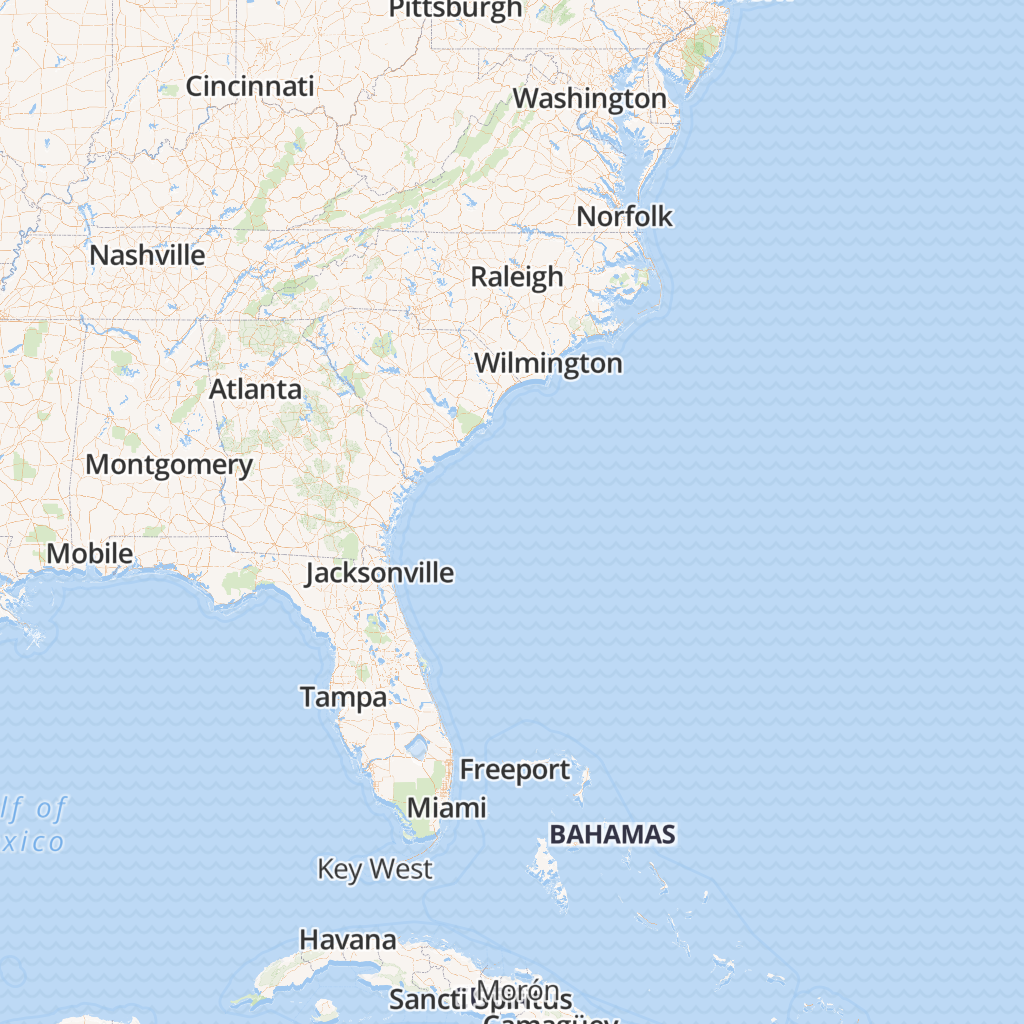 Pittsburgh
Cincinnati
Washington
Norfolk
Nashville
Raleigh
Wilmington
Atlanta
Montgomery
Mobile
Jacksonville
Tampa
Freeport
lf of
xico
Miami
BAHAMAS
Key West
Havana
Morón
Sancti Spíritus
Camagüey